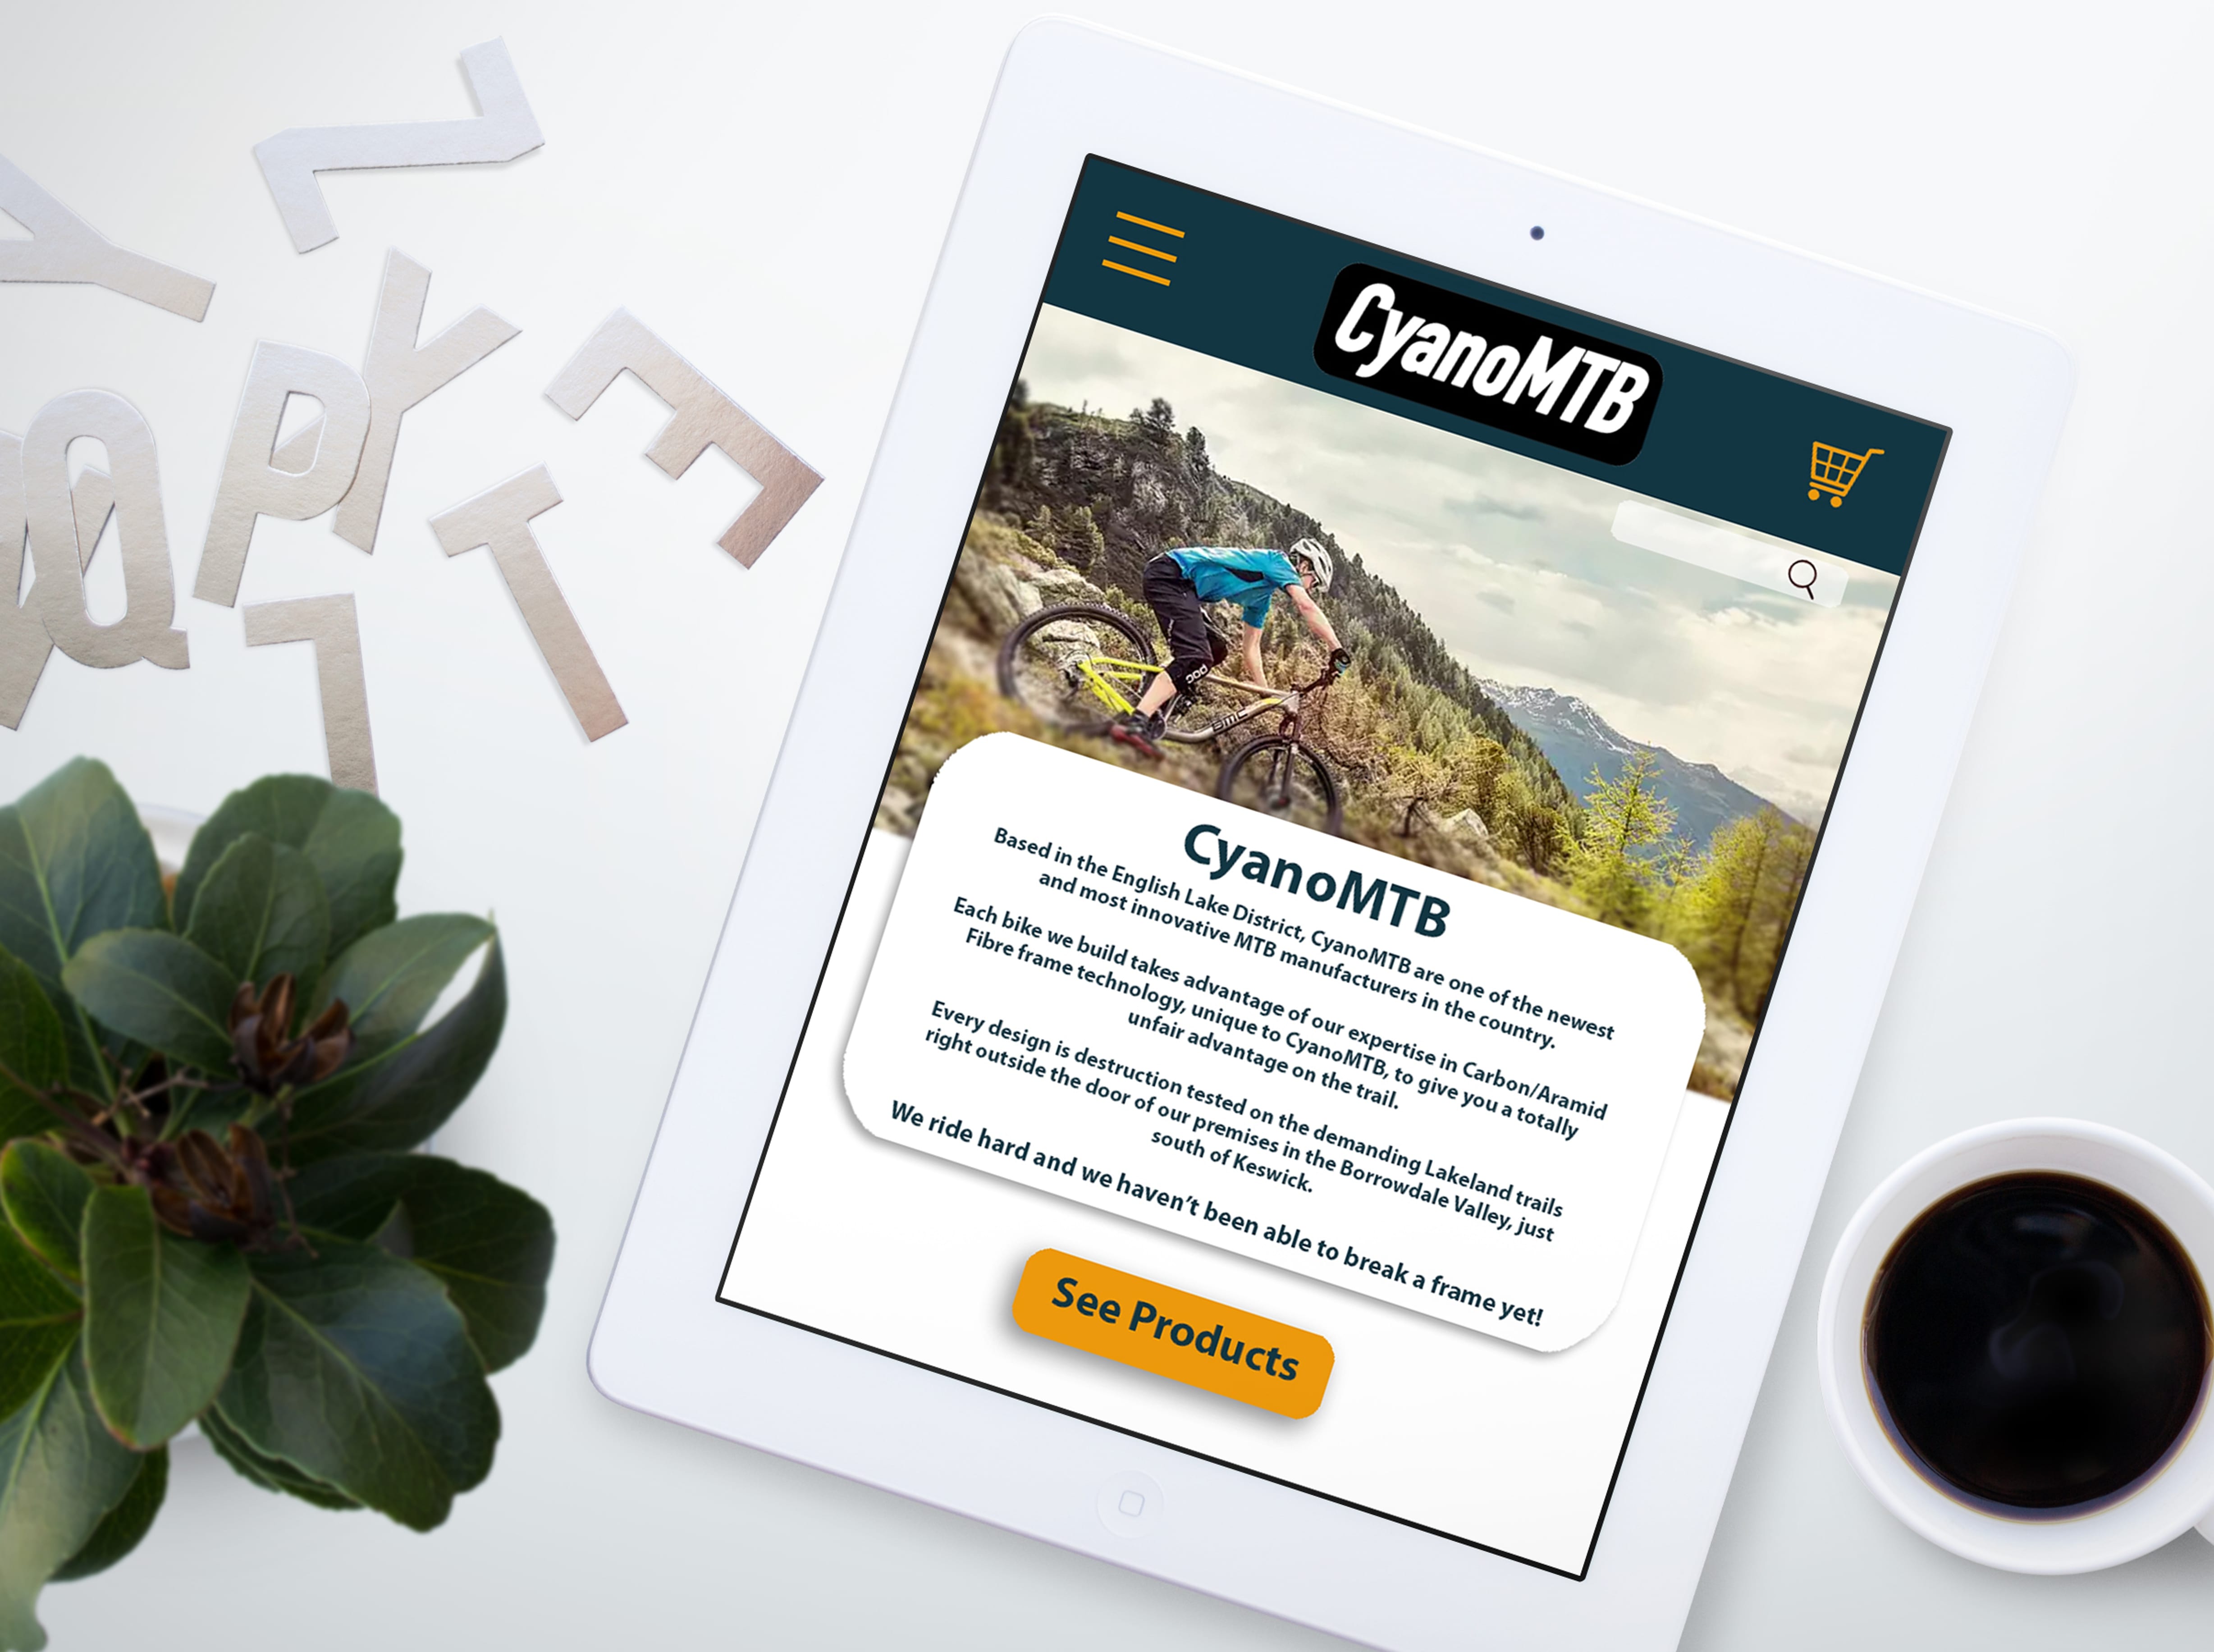 Z
Y
Y
E
P
Q
T
L
CyanoMTB
poc
BMC
CyanoMTB
Based in the English Lake District, CyanoMTB are one of the newest
and most innovative MTB manufacturers in the country.
Each bike we build takes advantage of our expertise in Carbon/Aramid
Fibre frame technology, unique to CyanoMTB, to give you a totally
unfair advantage on the trail.
Every design is destruction tested on the demanding Lakeland trails
right outside the door of our premises in the Borrowdale Valley, just
south of Keswick.
We ride hard and we haven't been able to break a frame yet!
See Products